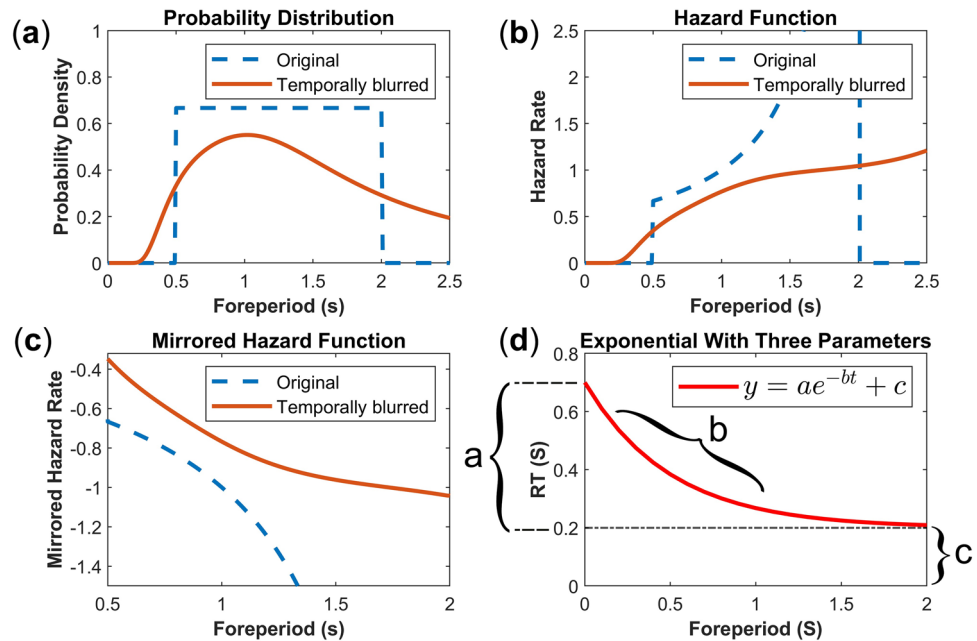 (a)
Probability Distribution
Probability Density
1
0.8
0.6
0.4
0.2
0
Original
Temporally blurred
0
0.5
1
1.5
2
2.5
Foreperiod (s)
(b)
Hazard Function
Hazard Rate
2.5
2
1.5
1
0.5
0
Original
Temporally blurred
0
0.5
1
1.5
2
2.5
Foreperiod (s)
(c)
Mirrored Hazard Function
Mirrored Hazard Rate
-0.4
-0.6
-0.8
-1
-1.2
-1.4
Original
Temporally blurred
0.5
1
1.5
2
Foreperiod (s)
(d)
Exponential With Three Parameters
RT (S)
0.8
0.6
0.4
0.2
0
y = ae^{-bt} + c
a
b
c
0
0.5
1
1.5
2
Foreperiod (S)